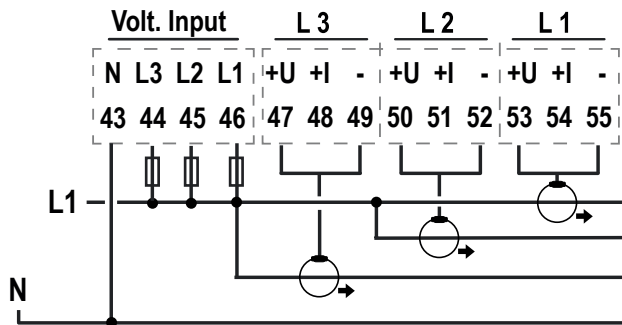 Volt. Input L 3 L 2 L 1
N L3 L2 L1 +U +I - +U +I - +U +I -
43 44 45 46 47 48 49 50 51 52 53 54 55
L1
N